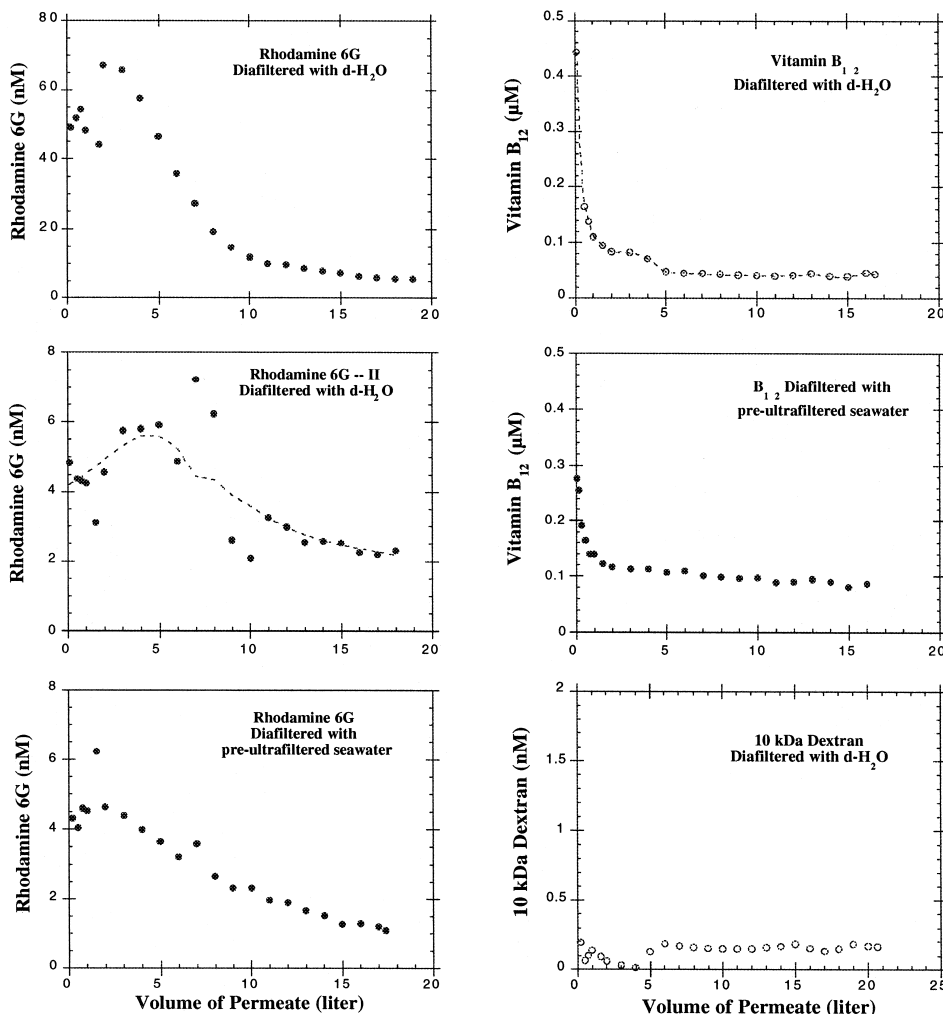 Rhodamine 6G (nM)
80
60
40
20
0
Rhodamine 6G
Diafiltered with d-H2O
0 5 10 15 20
Vitamin B12 (µM)
0.5
0.4
0.3
0.2
0.1
0
Vitamin B12
Diafiltered with d-H2O
0 5 10 15 20
Rhodamine 6G (nM)
8
6
4
2
0
Rhodamine 6G -- II
Diafiltered with d-H2O
0 5 10 15 20
Vitamin B12 (µM)
0.5
0.4
0.3
0.2
0.1
0
B12 Diafiltered with
pre-ultrafiltered seawater
0 5 10 15 20
Rhodamine 6G (nM)
8
6
4
2
0
Rhodamine 6G
Diafiltered with
pre-ultrafiltered seawater
0 5 10 15 20
Volume of Permeate (liter)
10 kDa Dextran (nM)
2
1.5
1
0.5
0
10 kDa Dextran
Diafiltered with d-H2O
0 5 10 15 20 25
Volume of Permeate (liter)